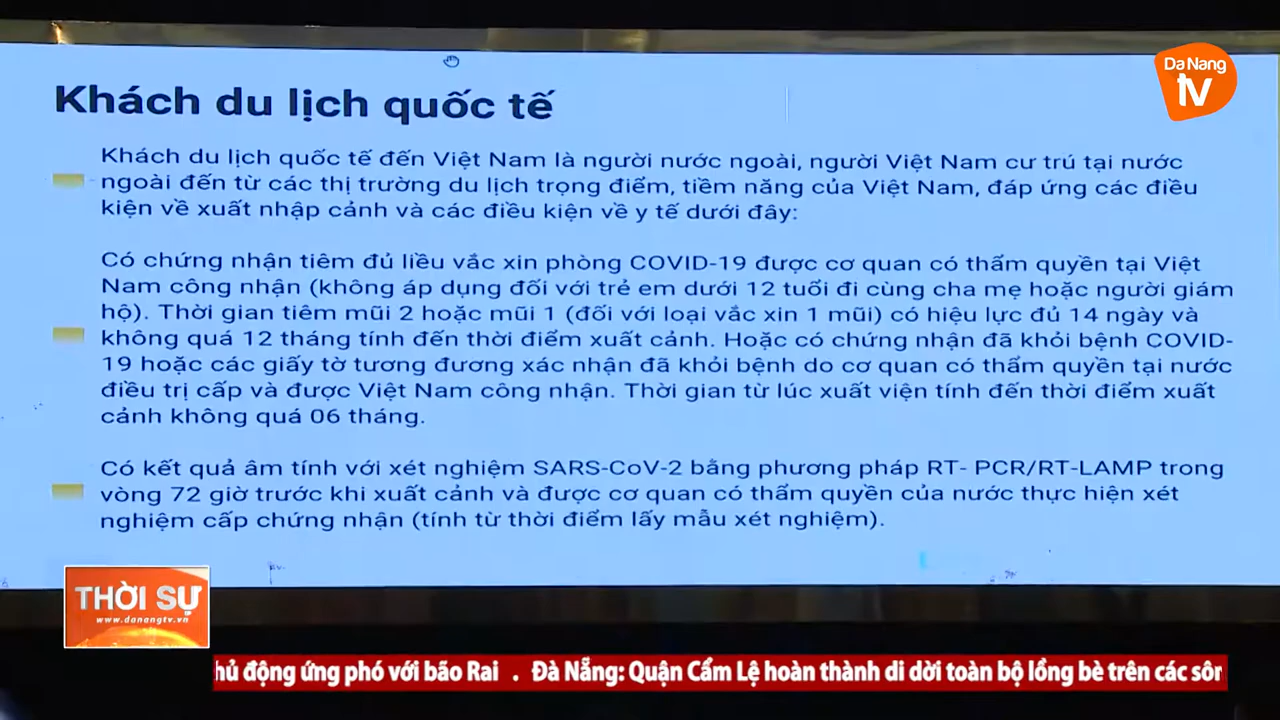 Da Nang
tv
Khách du lịch quốc tế
Khách du lịch quốc tế đến Việt Nam là người nước ngoài, người Việt Nam cư trú tại nước
ngoài đến từ các thị trường du lịch trọng điểm, tiềm năng của Việt Nam, đáp ứng các điều
kiện về xuất nhập cảnh và các điều kiện về y tế dưới đây:
Có chứng nhận tiêm đủ liều vắc xin phòng COVID-19 được cơ quan có thẩm quyền tại Việt
Nam công nhận (không áp dụng đối với trẻ em dưới 12 tuổi đi cùng cha mẹ hoặc người giám
hộ). Thời gian tiêm mũi 2 hoặc mũi 1 (đối với loại vắc xin 1 mũi) có hiệu lực đủ 14 ngày và
không quá 12 tháng tính đến thời điểm xuất cảnh. Hoặc có chứng nhận đã khỏi bệnh COVID-
19 hoặc các giấy tờ tương đương xác nhận đã khỏi bệnh do cơ quan có thẩm quyền tại nước
điều trị cấp và được Việt Nam công nhận. Thời gian từ lúc xuất viện tính đến thời điểm xuất
cảnh không quá 06 tháng.
Có kết quả âm tính với xét nghiệm SARS-CoV-2 bằng phương pháp RT- PCR/RT-LAMP trong
vòng 72 giờ trước khi xuất cảnh và được cơ quan có thẩm quyền của nước thực hiện xét
nghiệm cấp chứng nhận (tính từ thời điểm lấy mẫu xét nghiệm).
THỜI SỰ
www.danangtv.vn
hủ động ứng phó với bão Rai . Đà Nẵng: Quận Cẩm Lệ hoàn thành di dời toàn bộ lồng bè trên các sôn